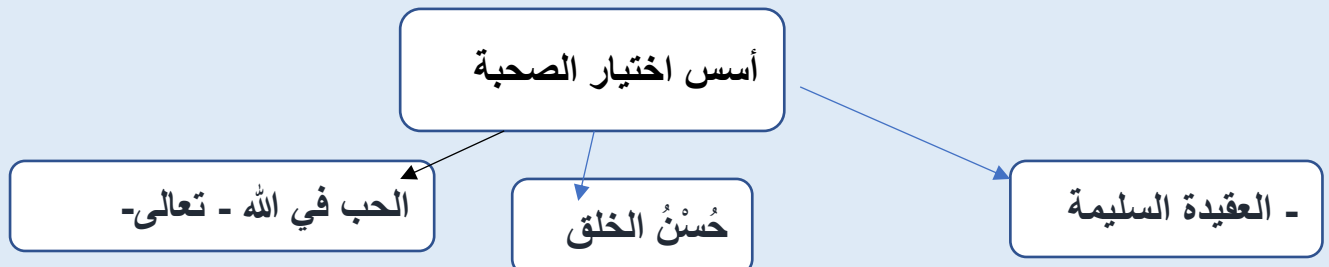 أسس اختيار الصحبة
- العقيدة السليمة
حُسْنُ الخلق
الحب في الله - تعالى-